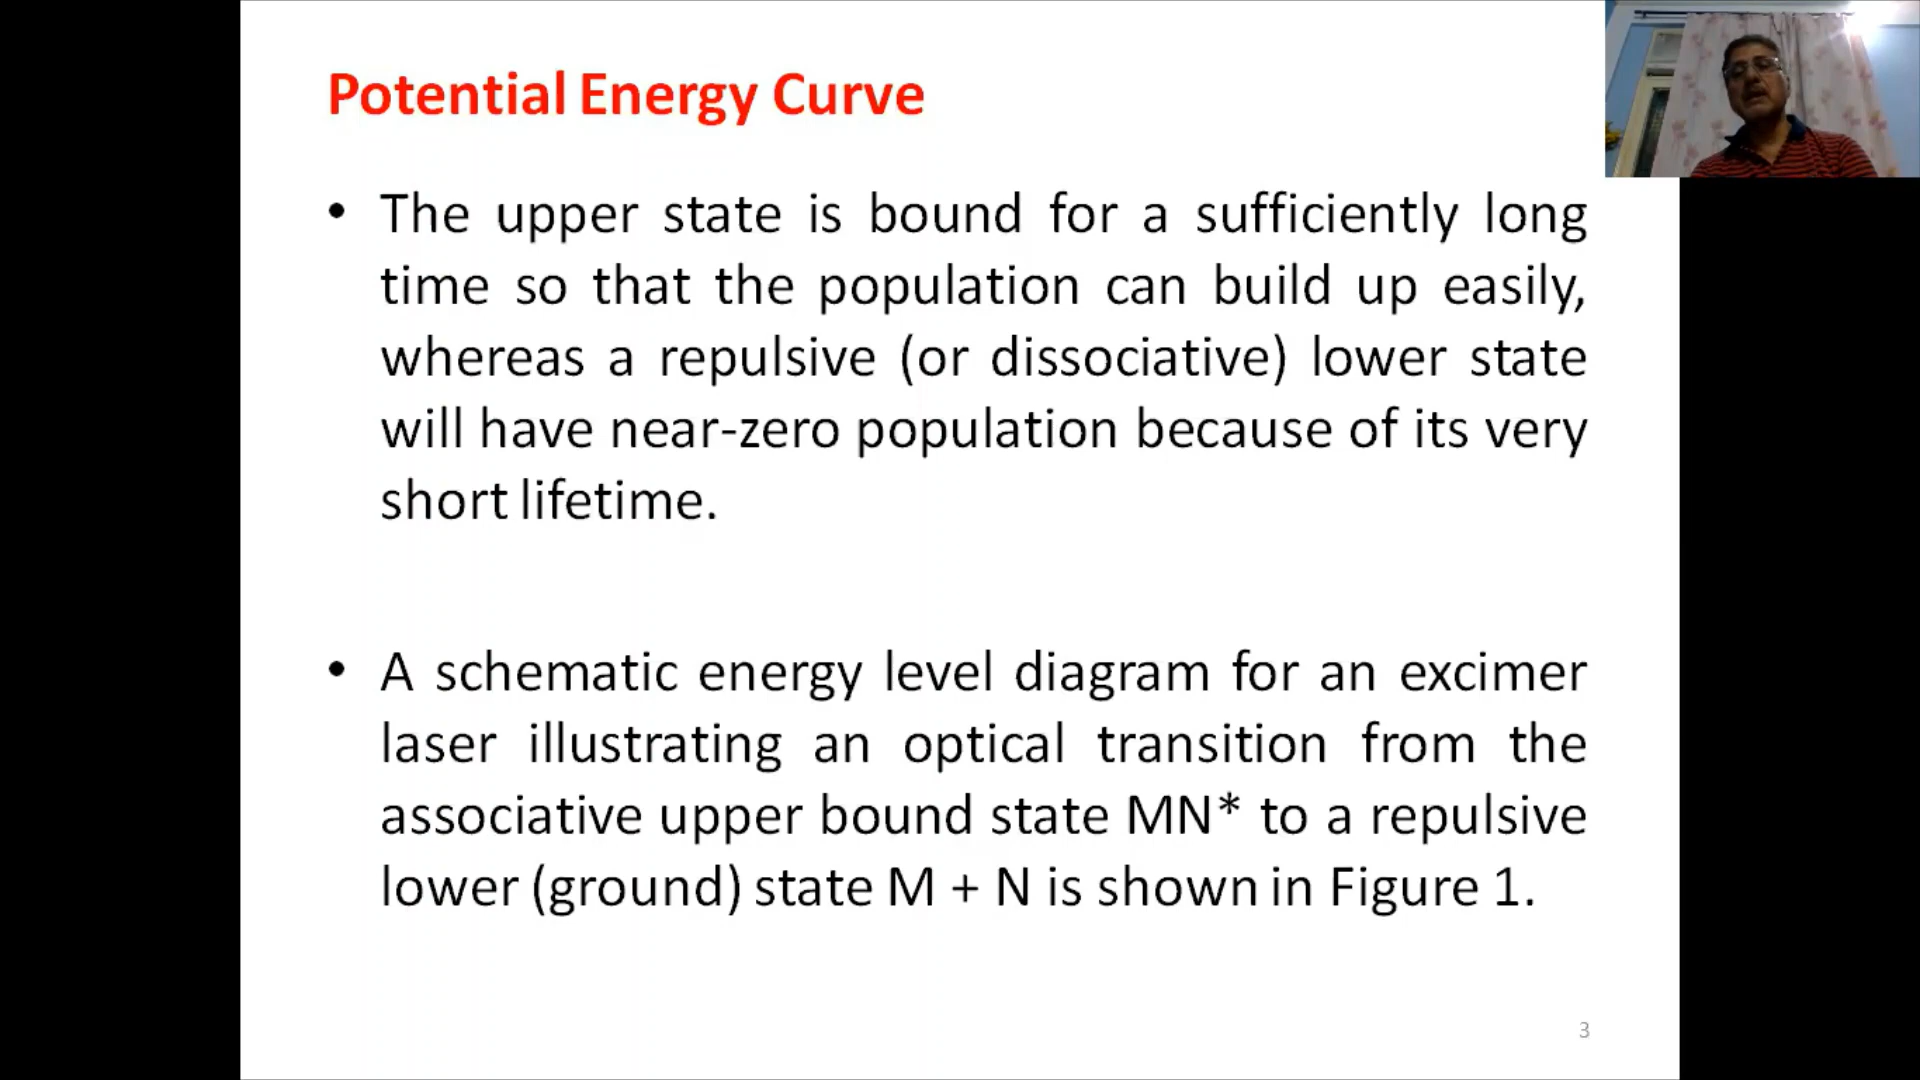 Potential Energy Curve
• The upper state is bound for a sufficiently long
time so that the population can build up easily,
whereas a repulsive (or dissociative) lower state
will have near-zero population because of its very
short lifetime.
• A schematic energy level diagram for an excimer
laser illustrating an optical transition from the
associative upper bound state MN* to a repulsive
lower (ground) state M + N is shown in Figure 1.
3